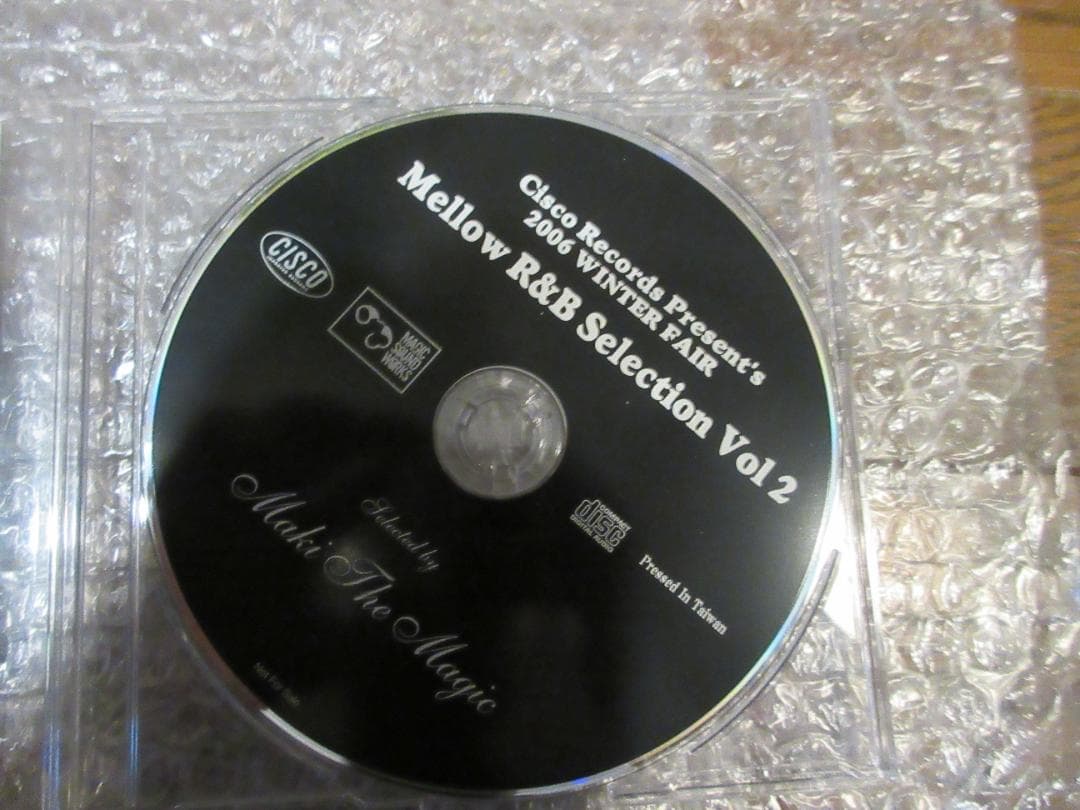 Cisco Records Present's
2006 WINTER FAIR
Mellow R&B Selection Vol 2
CISCO
MAGIC
SOUND
WORKS
COMPACT
disc
DIGITAL AUDIO
Pressed In Taiwan
Selected by
Maki The Magic
Not For Sale